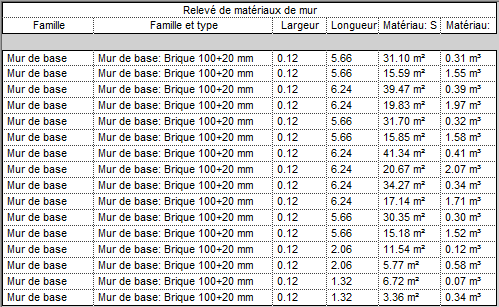 Relevé de matériaux de mur
Famille Famille et type Largeur Longueur Matériau: S Matériau:
Mur de base Mur de base: Brique 100+20 mm 0.12 5.66 31.10 m² 0.31 m³
Mur de base Mur de base: Brique 100+20 mm 0.12 5.66 15.59 m² 1.55 m³
Mur de base Mur de base: Brique 100+20 mm 0.12 6.24 39.47 m² 0.39 m³
Mur de base Mur de base: Brique 100+20 mm 0.12 6.24 19.83 m² 1.97 m³
Mur de base Mur de base: Brique 100+20 mm 0.12 5.66 31.70 m² 0.32 m³
Mur de base Mur de base: Brique 100+20 mm 0.12 5.66 15.85 m² 1.58 m³
Mur de base Mur de base: Brique 100+20 mm 0.12 6.24 41.34 m² 0.41 m³
Mur de base Mur de base: Brique 100+20 mm 0.12 6.24 20.67 m² 2.07 m³
Mur de base Mur de base: Brique 100+20 mm 0.12 6.24 34.27 m² 0.34 m³
Mur de base Mur de base: Brique 100+20 mm 0.12 6.24 17.14 m² 1.71 m³
Mur de base Mur de base: Brique 100+20 mm 0.12 5.66 30.35 m² 0.30 m³
Mur de base Mur de base: Brique 100+20 mm 0.12 5.66 15.18 m² 1.52 m³
Mur de base Mur de base: Brique 100+20 mm 0.12 2.06 11.54 m² 0.12 m³
Mur de base Mur de base: Brique 100+20 mm 0.12 2.06 5.77 m² 0.58 m³
Mur de base Mur de base: Brique 100+20 mm 0.12 1.32 6.72 m² 0.07 m³
Mur de base Mur de base: Brique 100+20 mm 0.12 1.32 3.36 m² 0.34 m³